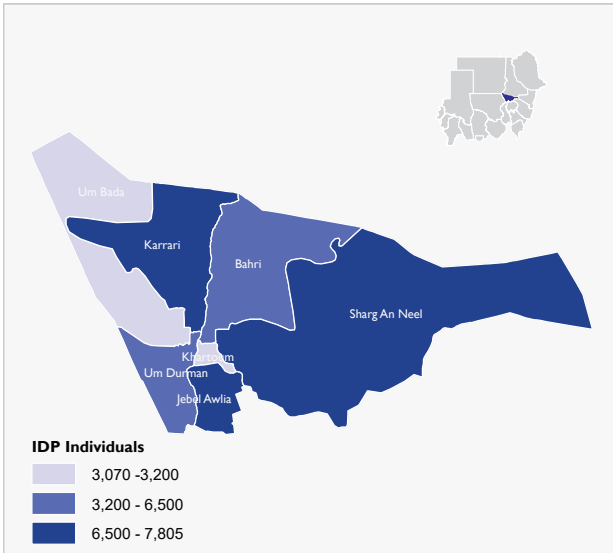 Um Bada
Karrari
Bahri
Sharg An Neel
Khartoum
Um Durman
Jebel Awlia
IDP Individuals
3,070 -3,200
3,200 - 6,500
6,500 - 7,805